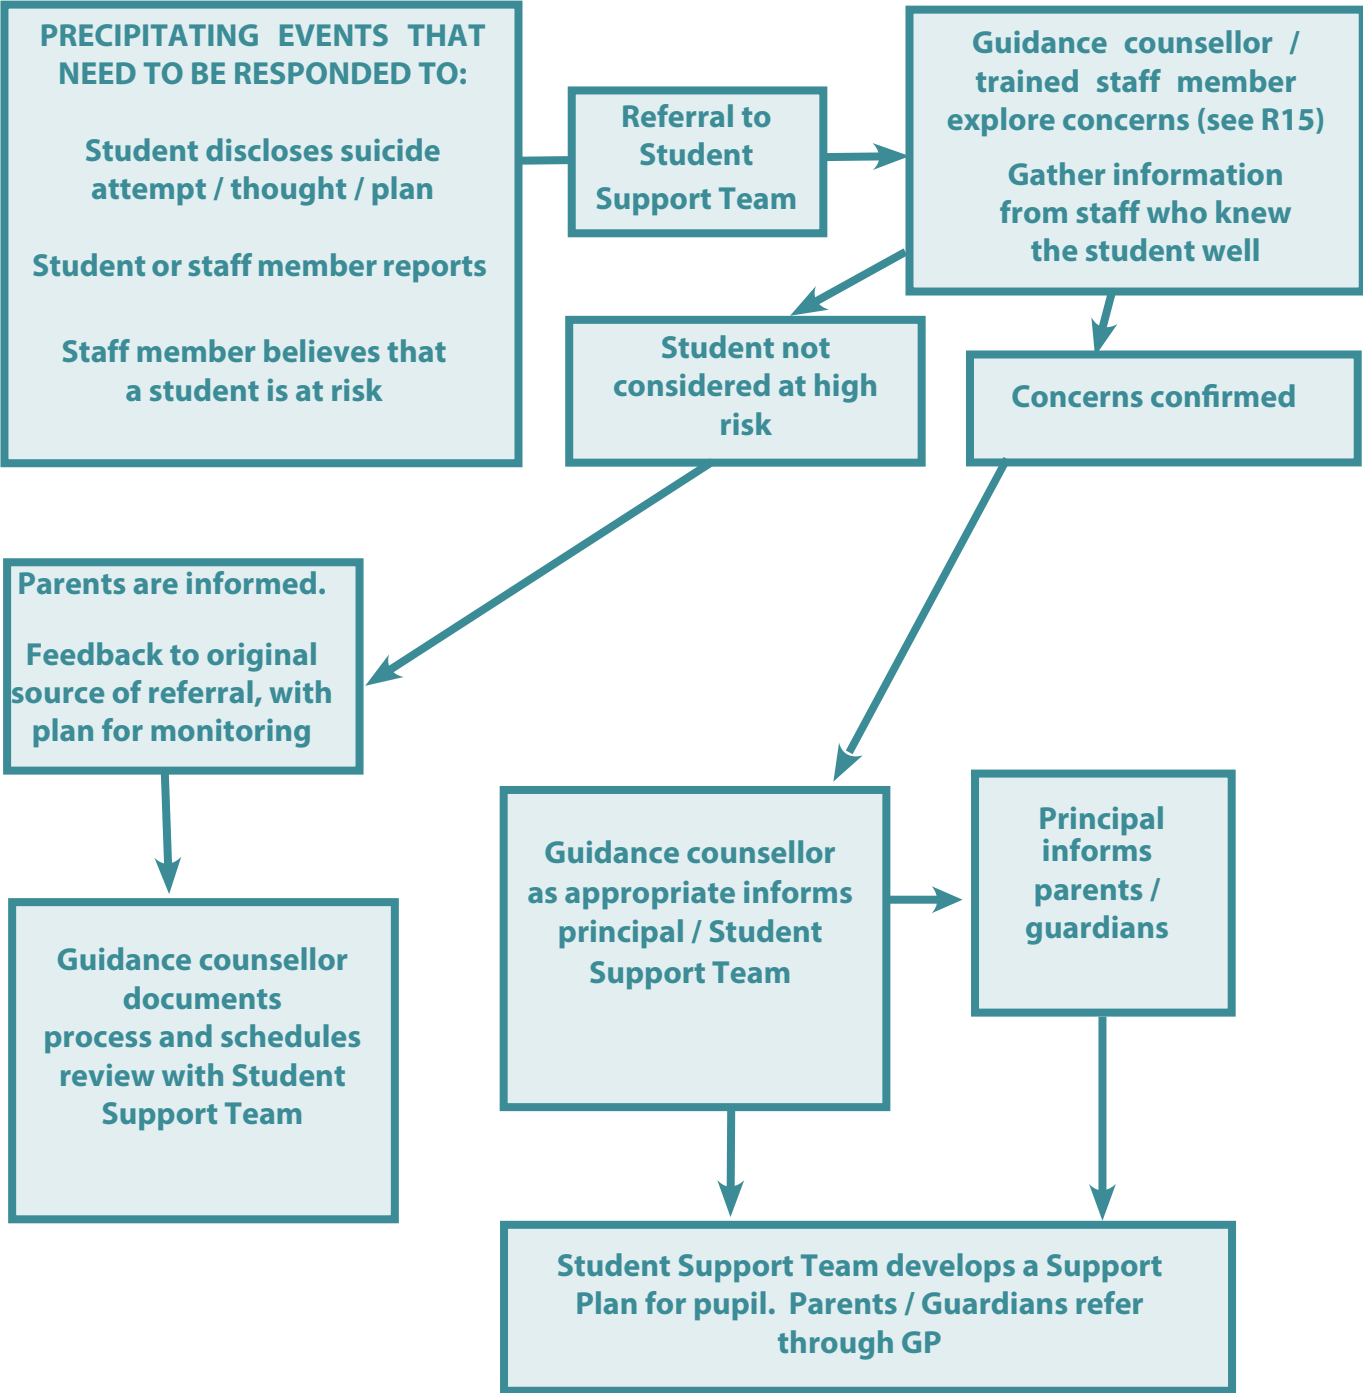 PRECIPITATING EVENTS THAT
NEED TO BE RESPONDED TO:
Student discloses suicide
attempt / thought / plan
Student or staff member reports
Staff member believes that
a student is at risk
Referral to
Student
Support Team
Guidance counsellor /
trained staff member
explore concerns (see R15)
Gather information
from staff who knew
the student well
Student not
considered at high
risk
Concerns confirmed
Parents are informed.
Feedback to original
source of referral, with
plan for monitoring
Guidance counsellor
documents
process and schedules
review with Student
Support Team
Guidance counsellor
as appropriate informs
principal / Student
Support Team
Principal
informs
parents /
guardians
Student Support Team develops a Support
Plan for pupil. Parents / Guardians refer
through GP